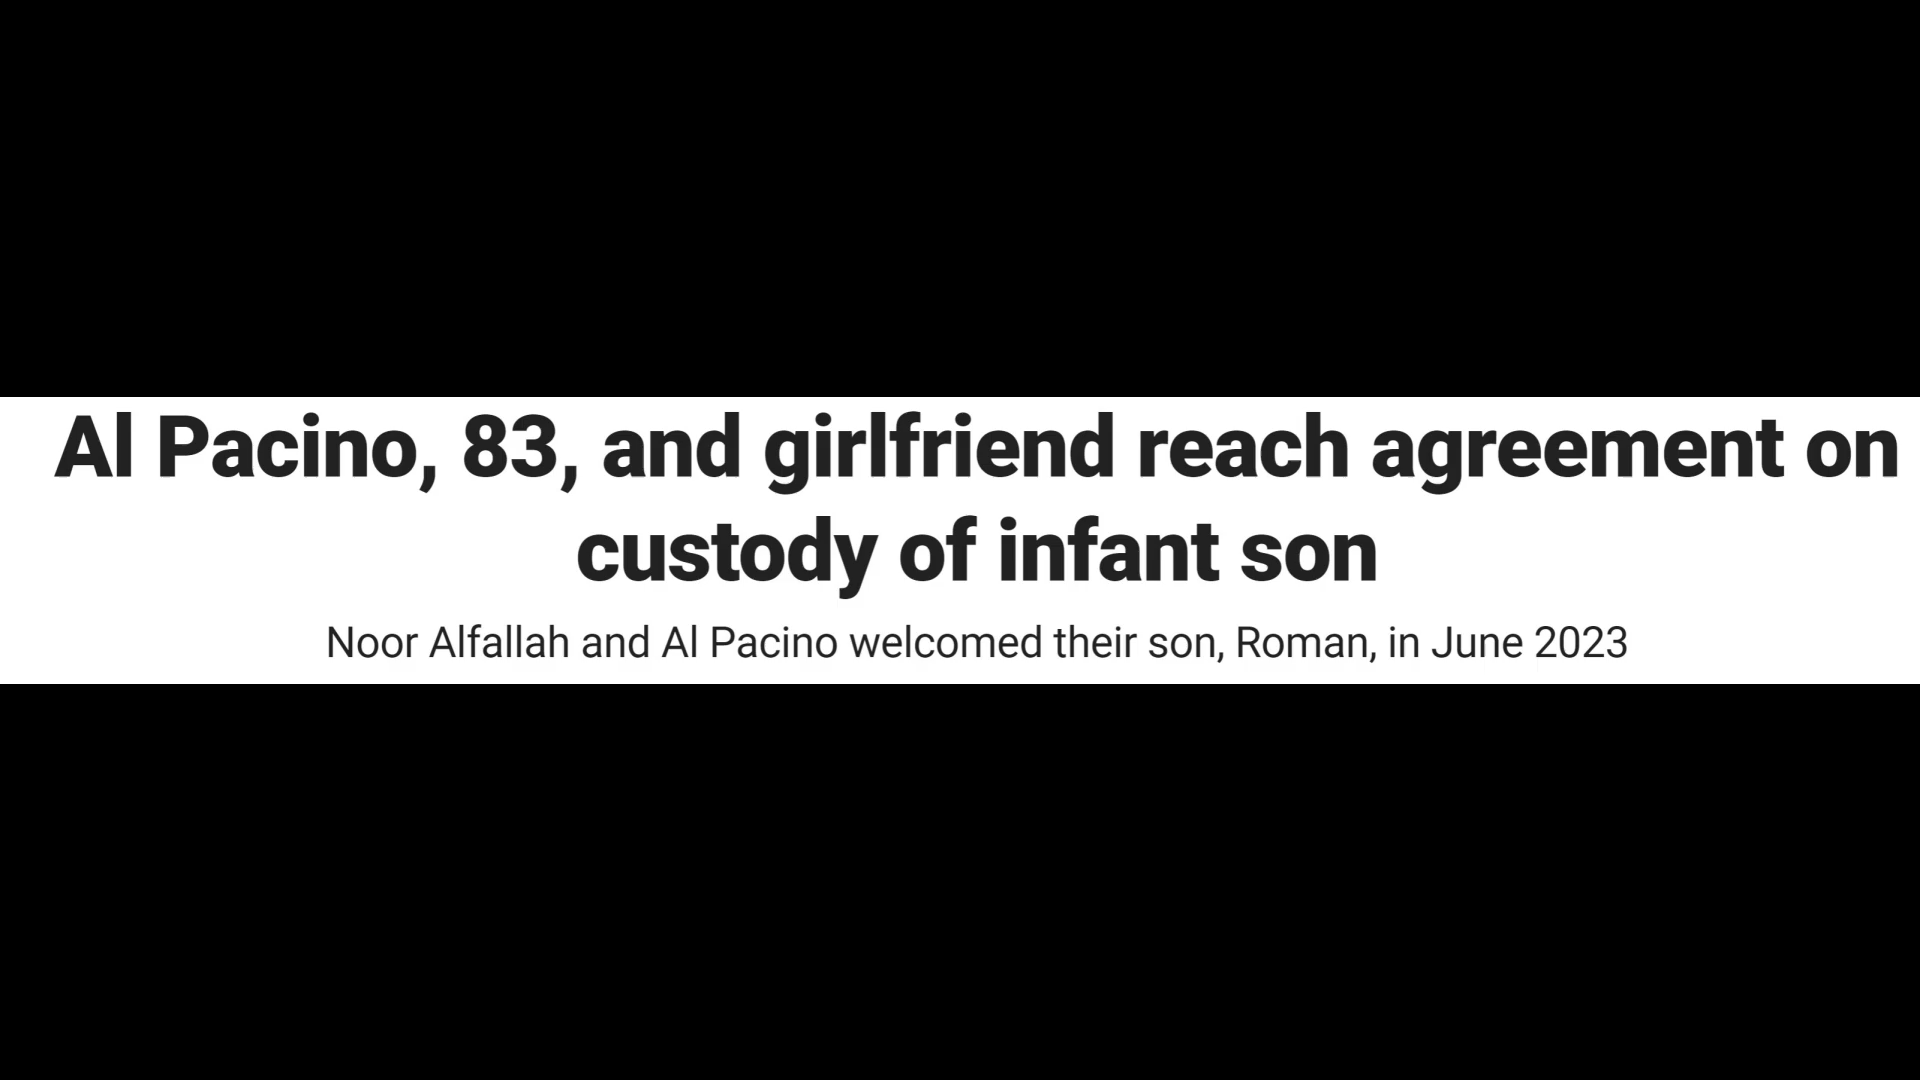 Al Pacino, 83, and girlfriend reach agreement on
custody of infant son
Noor Alfallah and Al Pacino welcomed their son, Roman, in June 2023